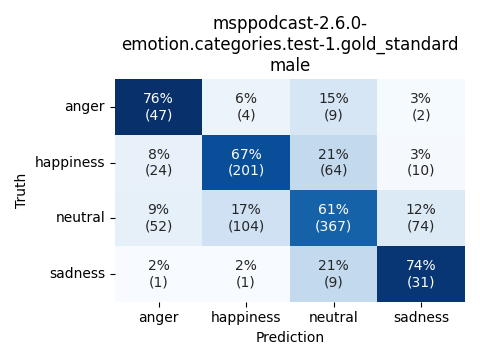 msppodcast-2.6.0-
emotion.categories.test-1.gold_standard
male
Truth
anger 76% 6% 15% 3%
(47) (4) (9) (2)
happiness 8% 67% 21% 3%
(24) (201) (64) (10)
neutral 9% 17% 61% 12%
(52) (104) (367) (74)
sadness 2% 2% 21% 74%
(1) (1) (9) (31)
anger happiness neutral sadness
Prediction